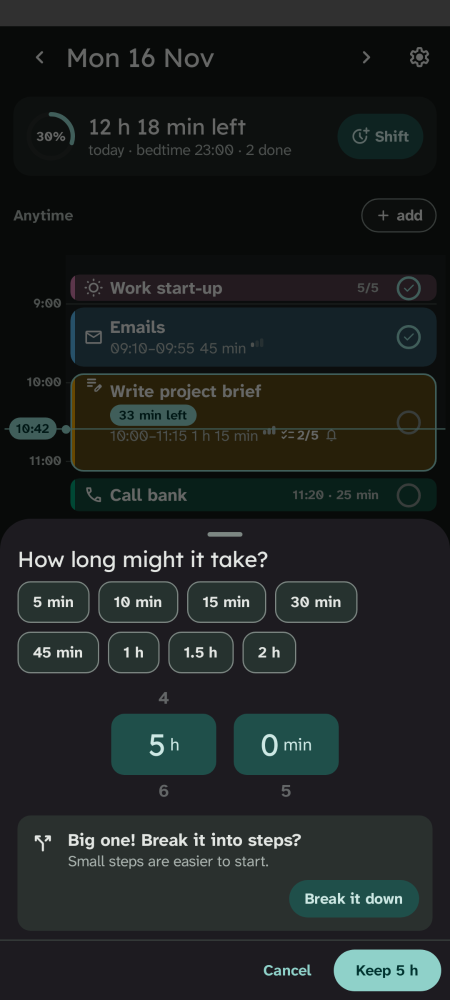 Mon 16 Nov
30%
12 h 18 min left
today · bedtime 23:00 · 2 done
Shift
Anytime
+ add
Work start-up
5/5
9:00
Emails
09:10–09:55 45 min
10:00
Write project brief
33 min left
10:42
10:00–11:15 1 h 15 min
2/5
11:00
Call bank
11:20 · 25 min
How long might it take?
5 min
10 min
15 min
30 min
45 min
1 h
1.5 h
2 h
4
5 h
0 min
6
5
Big one! Break it into steps?
Small steps are easier to start.
Break it down
Cancel
Keep 5 h